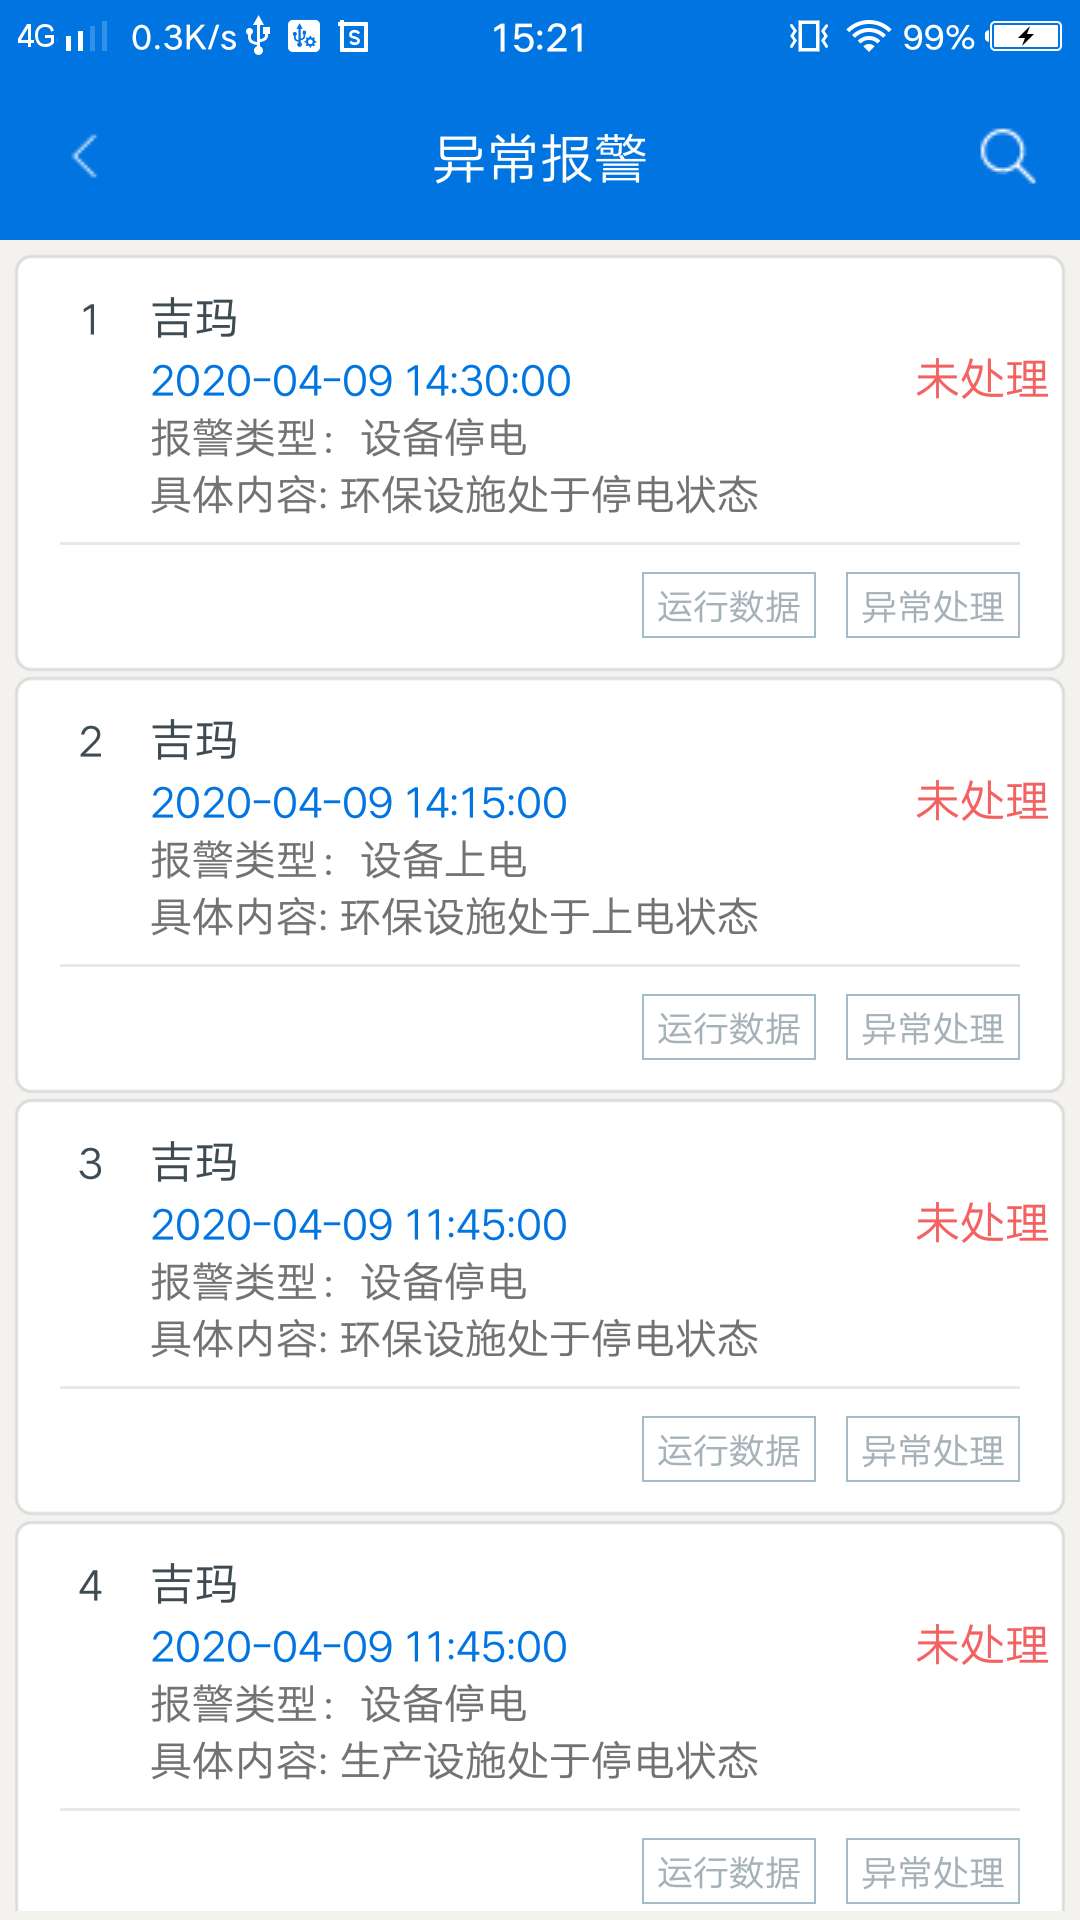 4G 0.3K/s 15:21 99%
异常报警
1 吉玛
2020-04-09 14:30:00 未处理
报警类型：设备停电
具体内容: 环保设施处于停电状态
运行数据 异常处理
2 吉玛
2020-04-09 14:15:00 未处理
报警类型：设备上电
具体内容: 环保设施处于上电状态
运行数据 异常处理
3 吉玛
2020-04-09 11:45:00 未处理
报警类型：设备停电
具体内容: 环保设施处于停电状态
运行数据 异常处理
4 吉玛
2020-04-09 11:45:00 未处理
报警类型：设备停电
具体内容: 生产设施处于停电状态
运行数据 异常处理